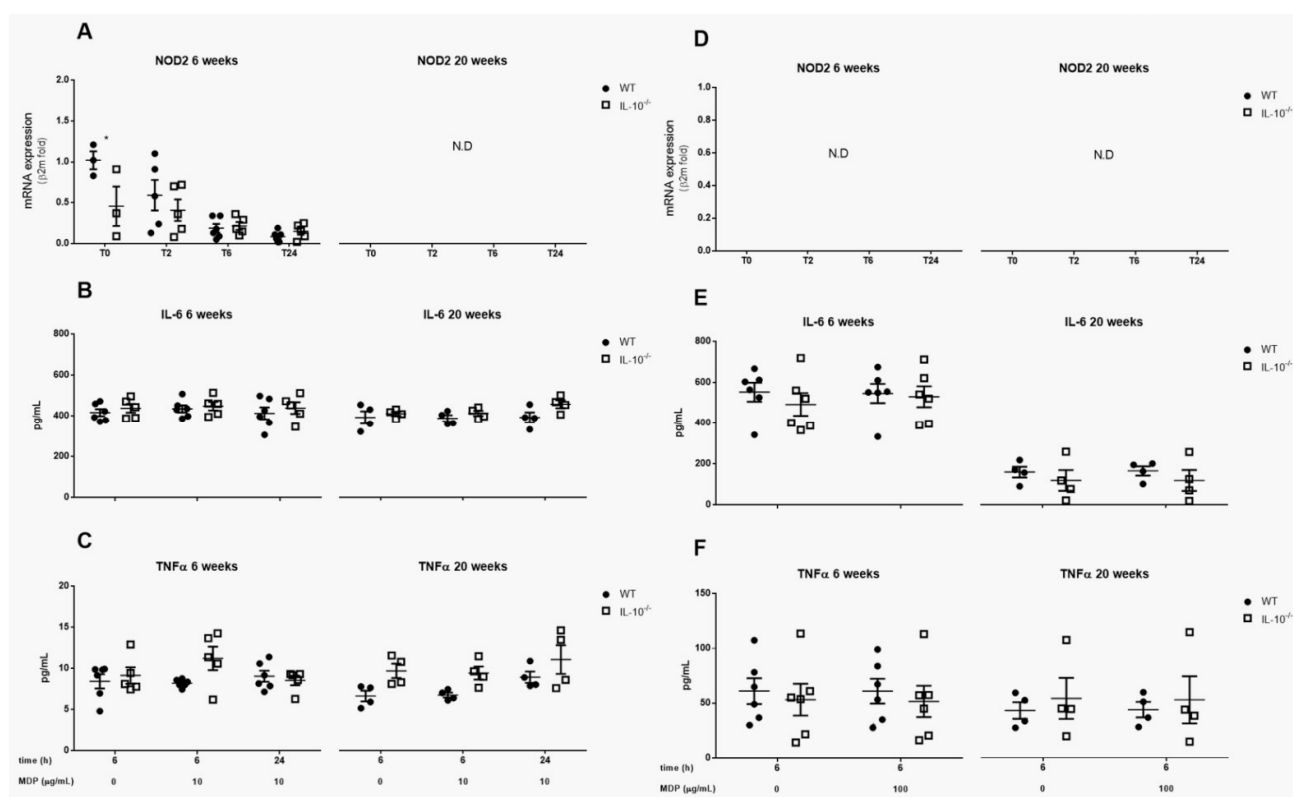 A
NOD2 6 weeks
NOD2 20 weeks
WT
IL-10-/-
mRNA expression
(β2m fold)
2.0
1.5
1.0
0.5
0.0
*
N.D
T0 T2 T6 T24
T0 T2 T6 T24
B
IL-6 6 weeks
IL-6 20 weeks
WT
IL-10-/-
pg/mL
800
600
400
200
0
C
TNFα 6 weeks
TNFα 20 weeks
WT
IL-10-/-
pg/mL
20
15
10
5
0
time (h) 6 6 24 6 6 24
MDP (μg/mL) 0 10 10 0 10 10
D
NOD2 6 weeks
NOD2 20 weeks
WT
IL-10-/-
mRNA expression
(β2m fold)
1.0
0.8
0.6
0.4
0.2
0.0
N.D
N.D
T0 T2 T6 T24
T0 T2 T6 T24
E
IL-6 6 weeks
IL-6 20 weeks
WT
IL-10-/-
pg/mL
800
600
400
200
0
F
TNFα 6 weeks
TNFα 20 weeks
WT
IL-10-/-
pg/mL
150
100
50
0
time (h) 6 6 6 6
MDP (μg/mL) 0 100 0 100